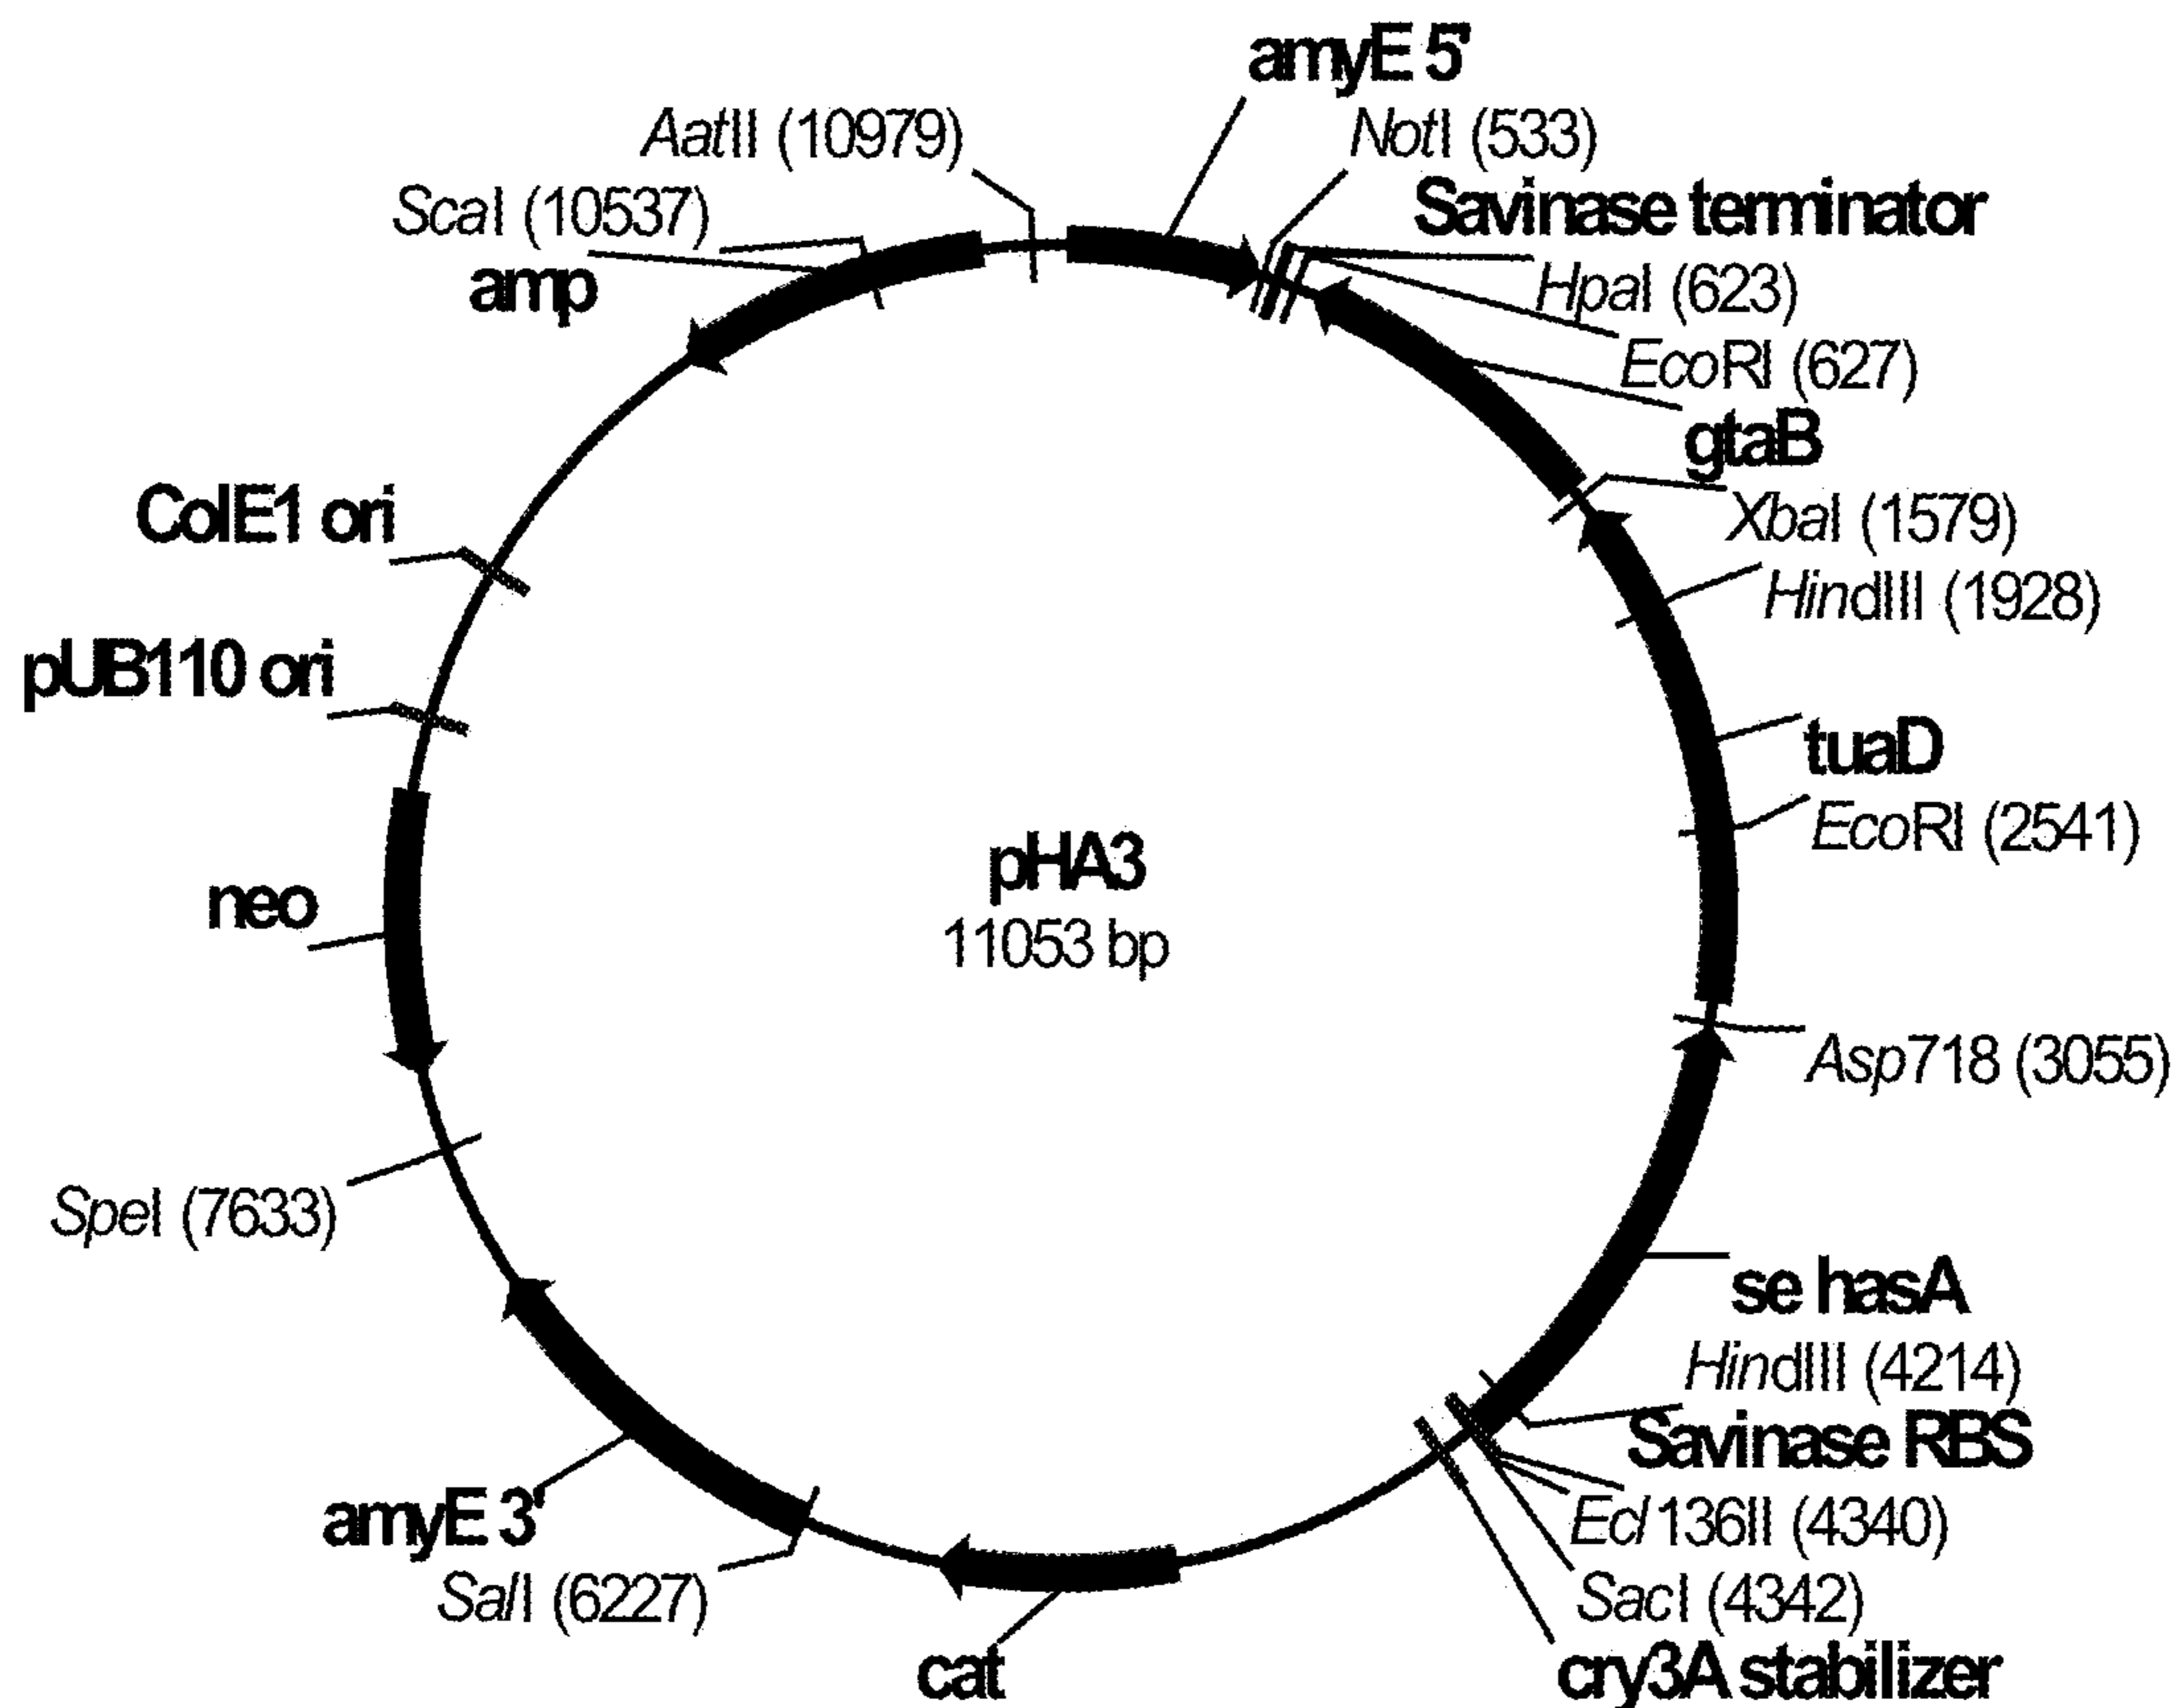 amyE 5'
AatII (10979)
NotI (533)
ScaI (10537)
Savinase terminator
amp
HpaI (623)
EcoRI (627)
gtaB
ColE1 ori
XbaI (1579)
HindIII (1928)
pUB110 ori
tuaD
EcoRI (2541)
pHA3
neo
11053 bp
Asp718 (3055)
SpeI (7633)
se hasA
HindIII (4214)
Savinase RBS
amyE 3'
Ecl136II (4340)
SalI (6227)
SacI (4342)
cat
cry3A stabilizer